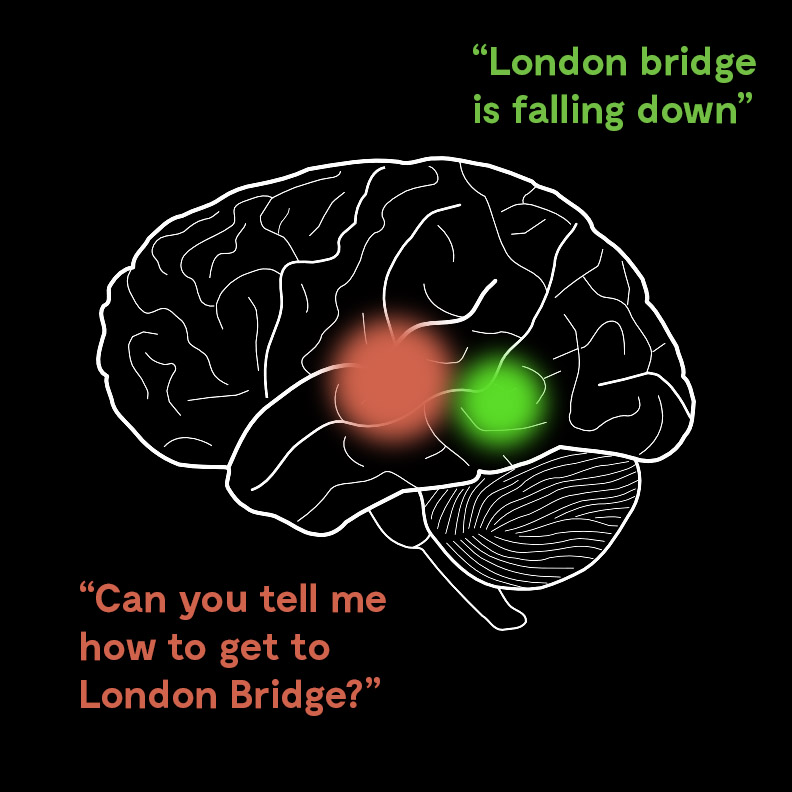 “London bridge
is falling down”
“Can you tell me
how to get to
London Bridge?”